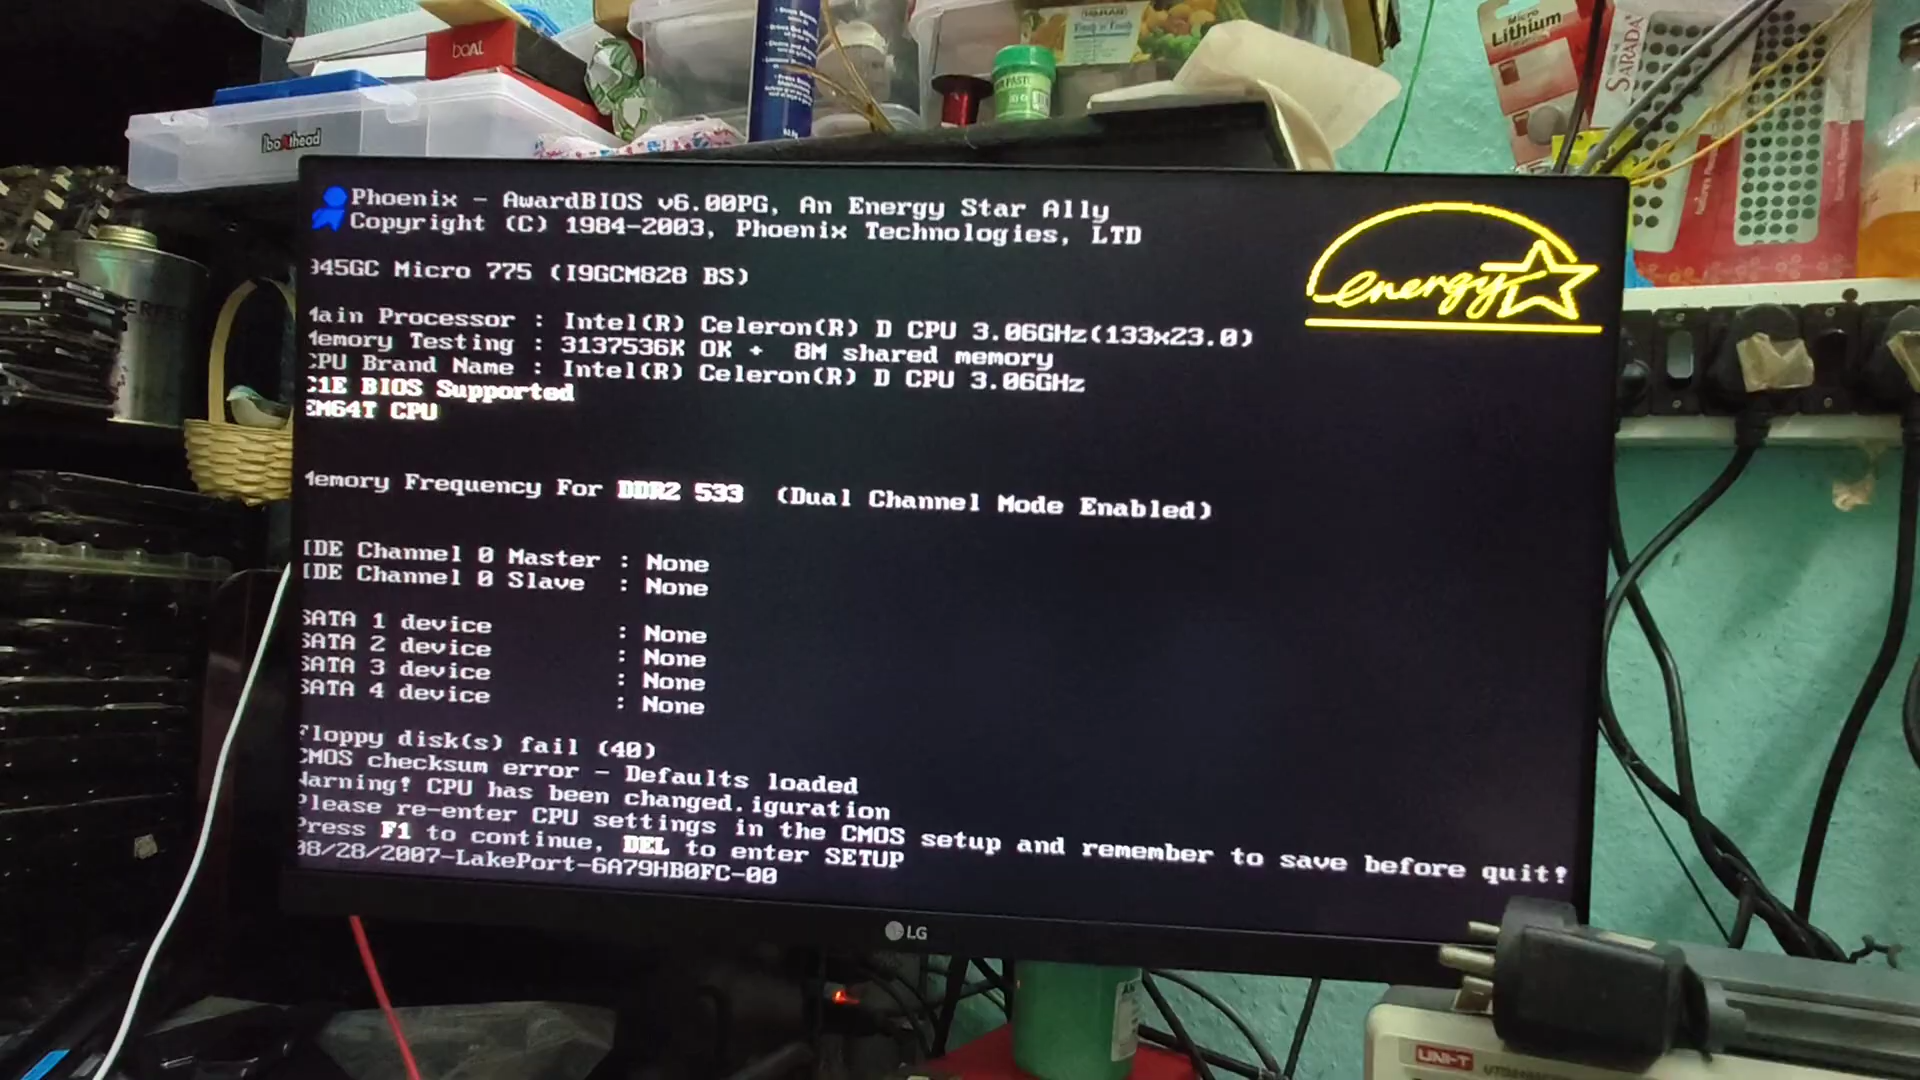 boAt
boAthead
Micro
Lithium
SARADA
Phoenix - AwardBIOS v6.00PG, An Energy Star Ally
Copyright (C) 1984-2003, Phoenix Technologies, LTD
energy
945GC Micro 775 (I9GCM828 BS)
Main Processor : Intel(R) Celeron(R) D CPU 3.06GHz(133x23.0)
Memory Testing : 3137536K OK + 8M shared memory
CPU Brand Name : Intel(R) Celeron(R) D CPU 3.06GHz
C1E BIOS Supported
EM64T CPU
Memory Frequency For DDR2 533 (Dual Channel Mode Enabled)
IDE Channel 0 Master : None
IDE Channel 0 Slave : None
SATA 1 device : None
SATA 2 device : None
SATA 3 device : None
SATA 4 device : None
Floppy disk(s) fail (40)
CMOS checksum error - Defaults loaded
Warning! CPU has been changed.iguration
Please re-enter CPU settings in the CMOS setup and remember to save before quit!
Press F1 to continue, DEL to enter SETUP
08/28/2007-LakePort-6A79HB0FC-00
LG
UNI-T